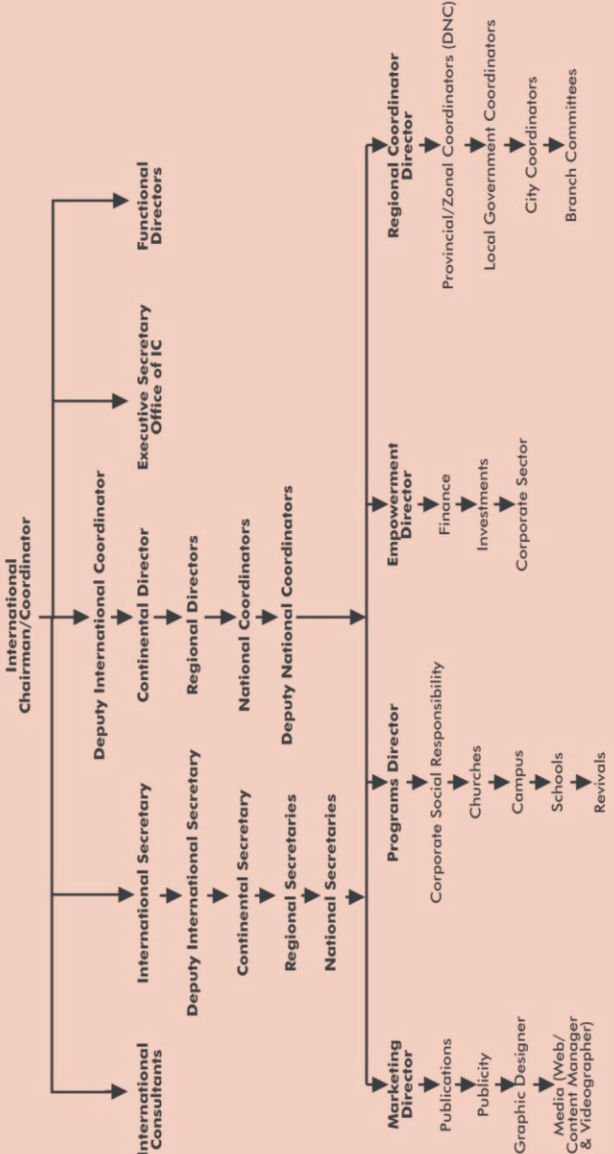 International
Chairman/Coordinator
International
Consultants
International Secretary
Deputy International Secretary
Continental Secretary
Regional Secretaries
National Secretaries
Deputy International Coordinator
Continental Director
Regional Directors
National Coordinators
Deputy National Coordinators
Executive Secretary
Office of IC
Functional
Directors
Marketing
Director
Publications
Publicity
Graphic Designer
Media (Web/
Content Manager
& Videographer)
Programs Director
Corporate Social Responsibility
Churches
Campus
Schools
Revivals
Empowerment
Director
Finance
Investments
Corporate Sector
Regional Coordinator
Director
Provincial/Zonal Coordinators (DNC)
Local Government Coordinators
City Coordinators
Branch Committees